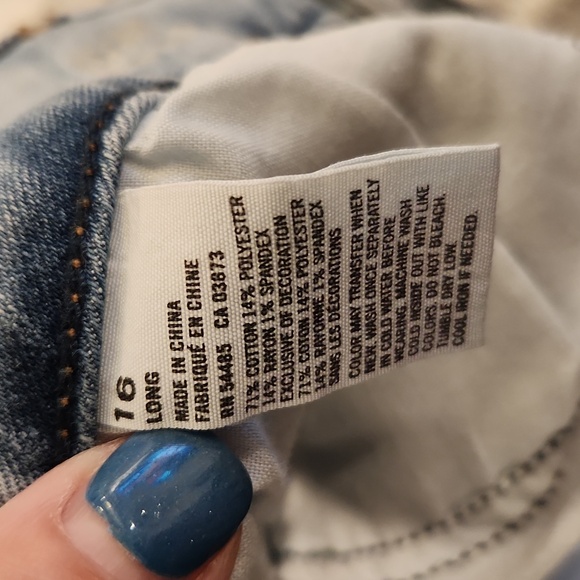 16
LONG
MADE IN CHINA
FABRIQUÉ EN CHINE
RN 54485 CA 03873
71% COTTON 14% POLYESTER
14% RAYON 1% SPANDEX
EXCLUSIVE OF DECORATION
71% COTTON 14% POLYESTER
14% RAYONNE 1% SPANDEX
SANS LES DÉCORATIONS
COLOR MAY TRANSFER WHEN
NEW. WASH ONCE SEPARATELY
IN COLD WATER BEFORE
WEARING. MACHINE WASH
COLD INSIDE OUT WITH LIKE
COLORS. DO NOT BLEACH.
TUMBLE DRY LOW.
COOL IRON IF NEEDED.